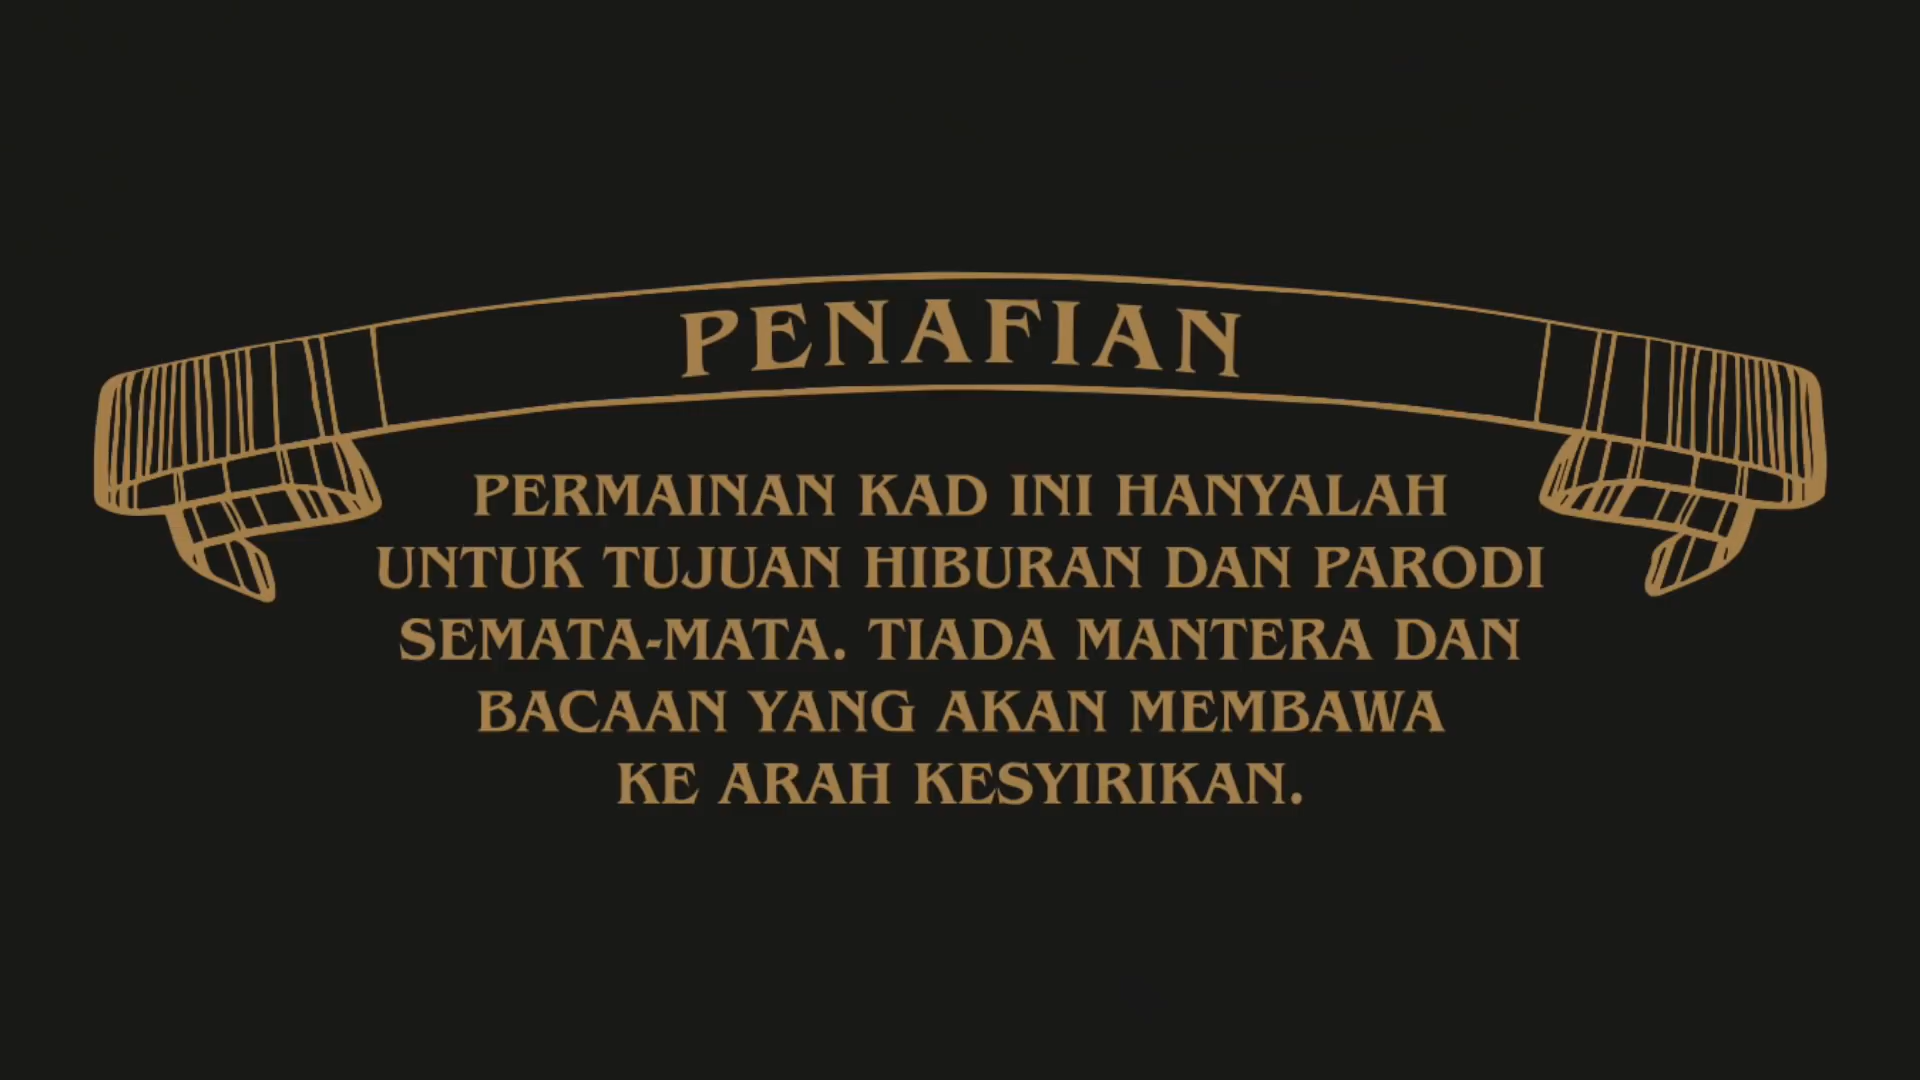 PENAFIAN
PERMAINAN KAD INI HANYALAH
UNTUK TUJUAN HIBURAN DAN PARODI
SEMATA-MATA. TIADA MANTERA DAN
BACAAN YANG AKAN MEMBAWA
KE ARAH KESYIRIKAN.